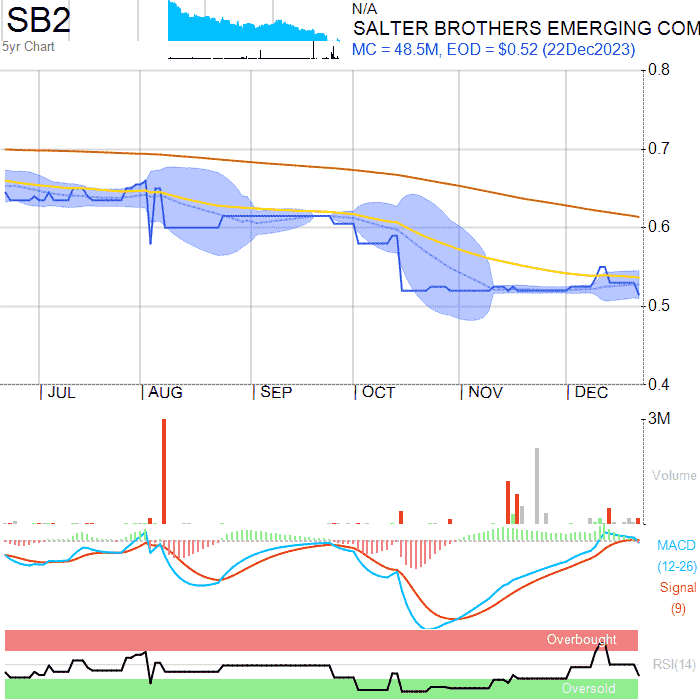 SB2
5yr Chart
N/A
SALTER BROTHERS EMERGING COM
MC = 48.5M, EOD = $0.52 (22Dec2023)
0.8
0.7
0.6
0.5
0.4
JUL AUG SEP OCT NOV DEC
3M
Volume
MACD
(12-26)
Signal
(9)
Overbought
RSI(14)
Oversold